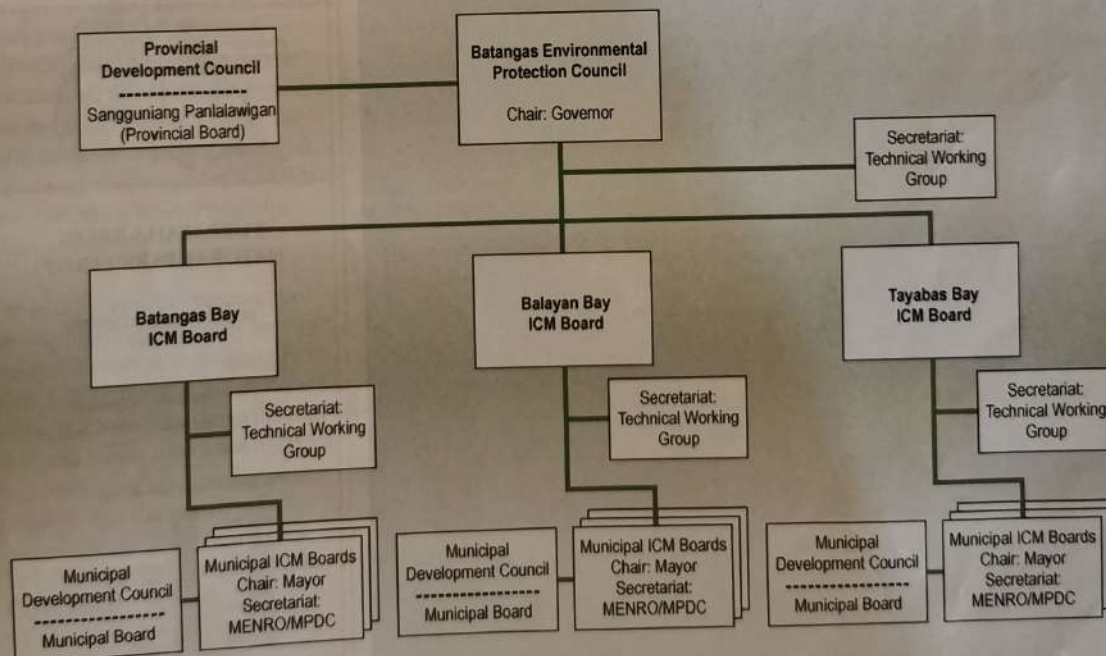 Provincial
Development Council
-----------------
Sangguniang Panlalawigan
(Provincial Board)
Batangas Environmental
Protection Council
Chair: Governor
Secretariat:
Technical Working
Group
Batangas Bay
ICM Board
Balayan Bay
ICM Board
Tayabas Bay
ICM Board
Secretariat:
Technical Working
Group
Secretariat:
Technical Working
Group
Secretariat:
Technical Working
Group
Municipal
Development Council
-----------------
Municipal Board
Municipal ICM Boards
Chair: Mayor
Secretariat:
MENRO/MPDC
Municipal
Development Council
-----------------
Municipal Board
Municipal ICM Boards
Chair: Mayor
Secretariat:
MENRO/MPDC
Municipal
Development Council
-----------------
Municipal Board
Municipal ICM Boards
Chair: Mayor
Secretariat:
MENRO/MPDC